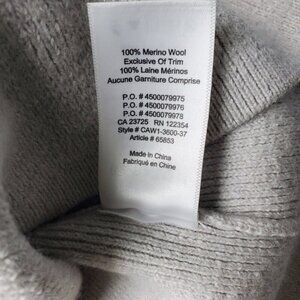 100% Merino Wool
Exclusive Of Trim
100% Laine Mérinos
Aucune Garniture Comprise
P.O. # 4500079975
P.O. # 4500079976
P.O. # 4500079978
CA 23725 RN 122354
Style # CAW1-3600-37
Article # 65853
Made in China
Fabriqué en Chine